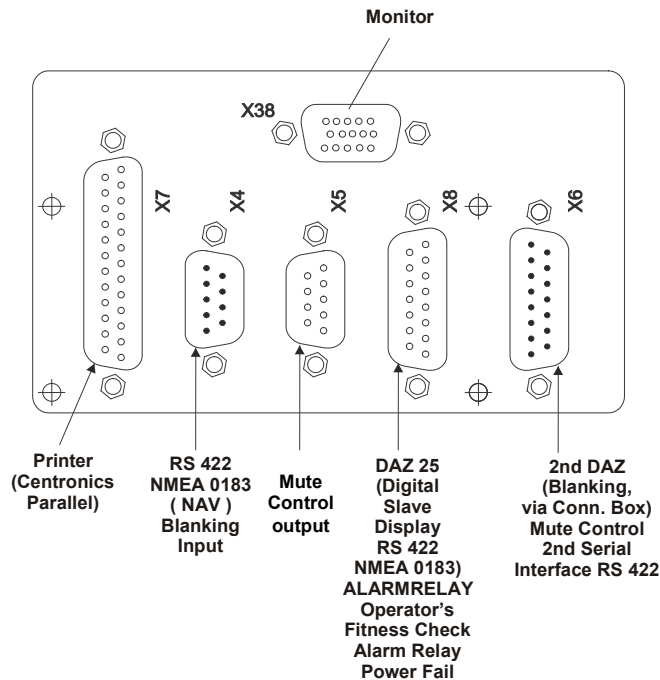 Monitor
X38
X7
X4
X5
X8
X6
Printer
(Centronics
Parallel)
RS 422
NMEA 0183
( NAV )
Blanking
Input
Mute
Control
output
DAZ 25
(Digital
Slave
Display
RS 422
NMEA 0183)
ALARMRELAY
Operator's
Fitness Check
Alarm Relay
Power Fail
2nd DAZ
(Blanking,
via Conn. Box)
Mute Control
2nd Serial
Interface RS 422